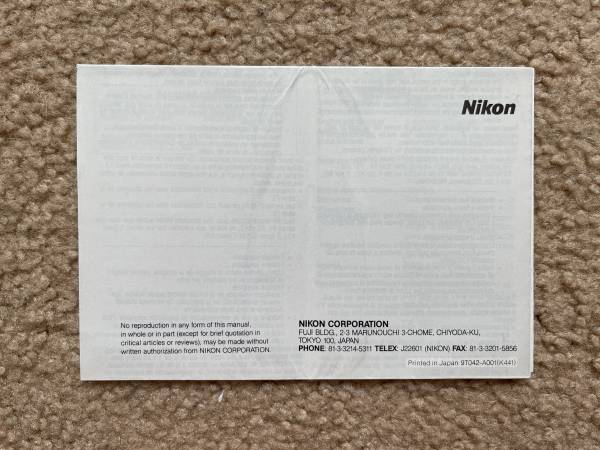 Nikon
No reproduction in any form of this manual,
in whole or in part (except for brief quotation in
critical articles or reviews), may be made without
written authorization from NIKON CORPORATION.
NIKON CORPORATION
FUJI BLDG., 2-3 MARUNOUCHI 3-CHOME, CHIYODA-KU,
TOKYO 100, JAPAN
PHONE: 81-3-3214-5311 TELEX: J22601 (NIKON) FAX: 81-3-3201-5856
Printed in Japan 9T042-A001(K441)